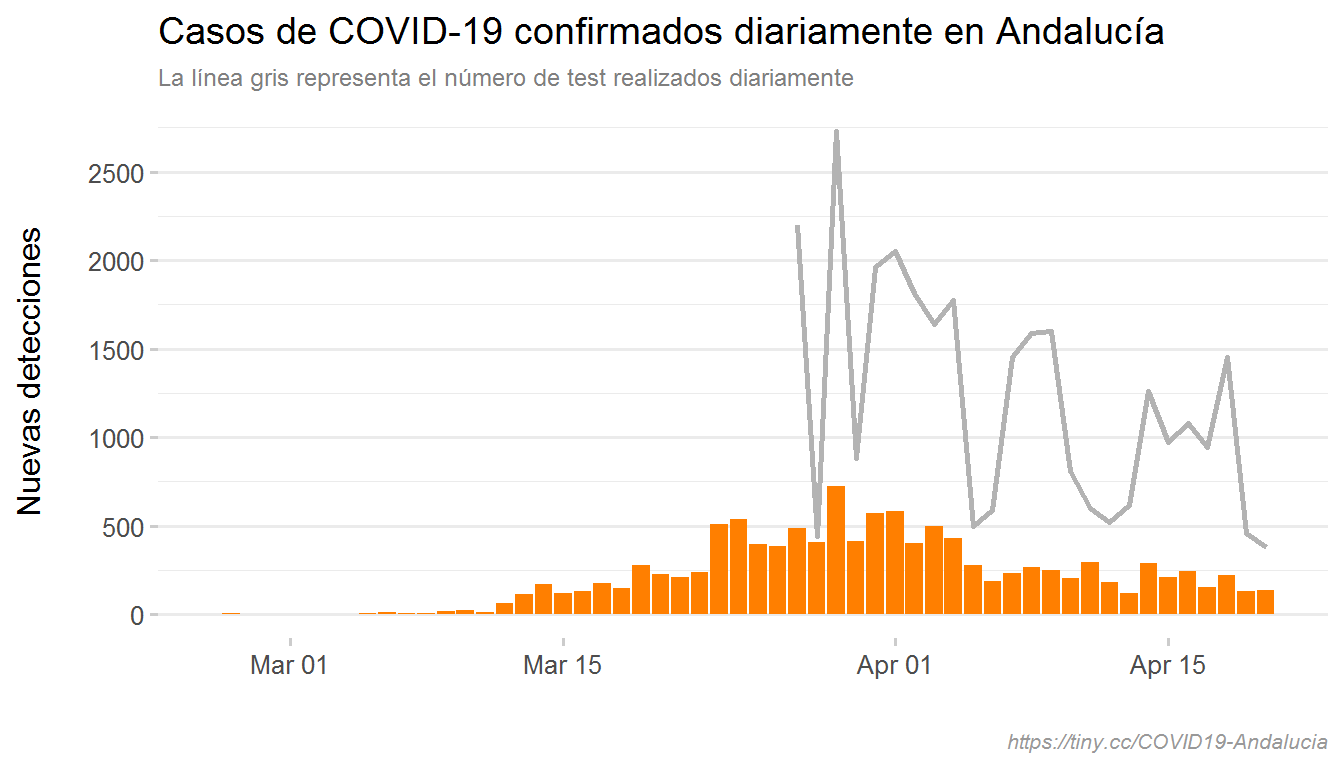 Casos de COVID-19 confirmados diariamente en Andalucía
La línea gris representa el número de test realizados diariamente
Nuevas detecciones
2500
2000
1500
1000
500
0
Mar 01 Mar 15 Apr 01 Apr 15
https://tiny.cc/COVID19-Andalucia